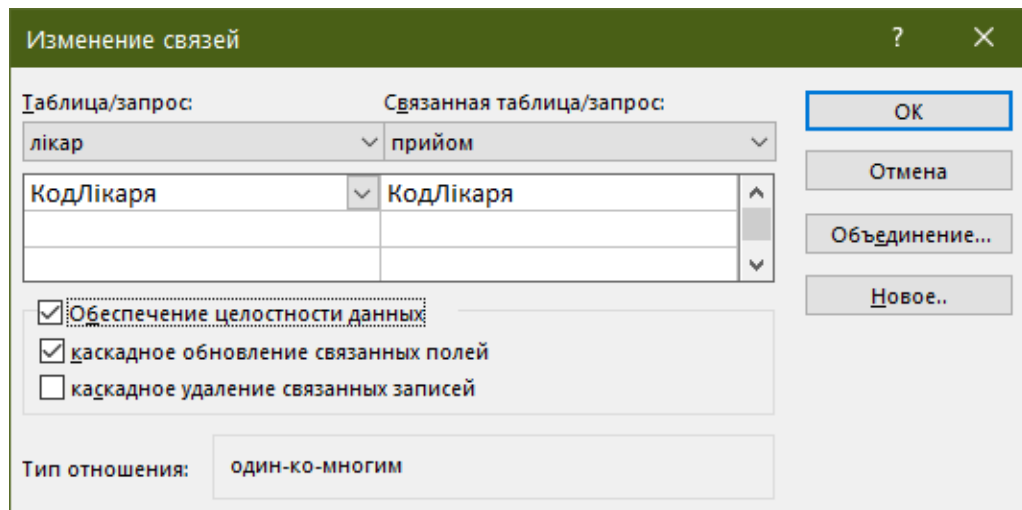 Изменение связей ? ×
Таблица/запрос: Связанная таблица/запрос:
лікар прийом
КодЛікаря КодЛікаря
Обеспечение целостности данных
каскадное обновление связанных полей
каскадное удаление связанных записей
Тип отношения: один-ко-многим
ОК
Отмена
Объединение...
Новое..